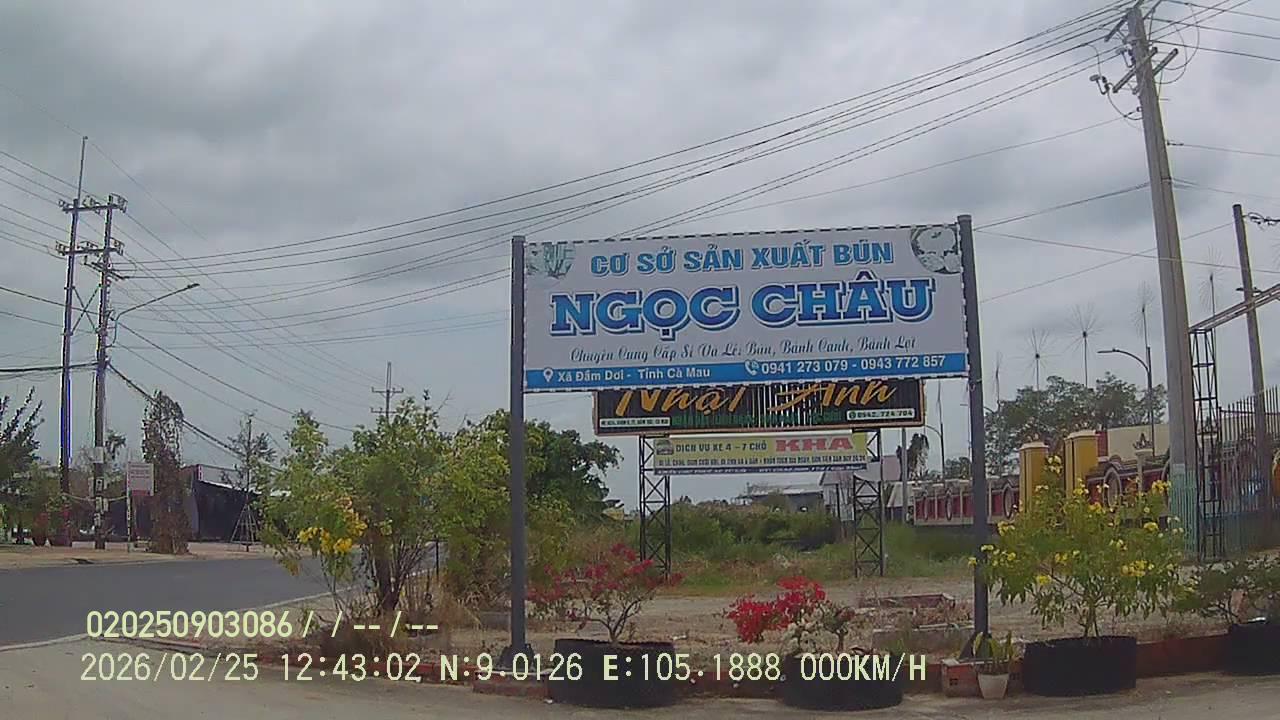 CƠ SỞ SẢN XUẤT BÚN
NGỌC CHÂU
Chuyên Cung Cấp Sỉ Và Lẻ: Bún, Bánh Canh, Bánh Lọt
Xã Đầm Dơi - Tỉnh Cà Mau
0941 273 079 - 0943 772 857
Nhật Anh
0942. 724 704
DỊCH VỤ XE 4 - 7 CHỖ KHA
020250903086 / / -- / --
2026/02/25 12:43:02 N:9.0126 E:105.1888 000KM/H